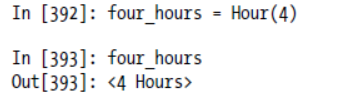 In [392]: four_hours = Hour(4)
In [393]: four_hours
Out[393]: <4 Hours>